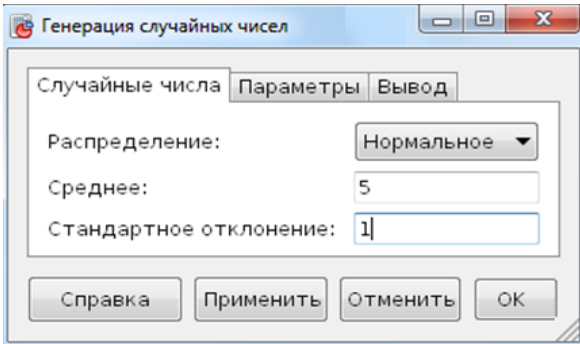 Генерация случайных чисел
Случайные числа Параметры Вывод
Распределение: Нормальное
Среднее: 5
Стандартное отклонение: 1
Справка Применить Отменить OK